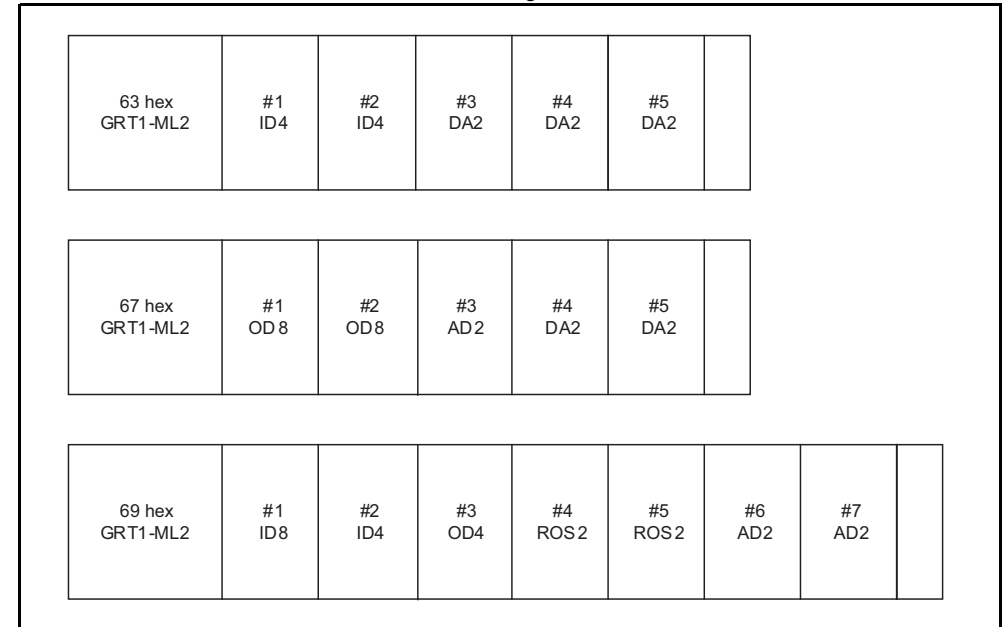 63 hex
GRT1-ML2
#1
ID4
#2
ID4
#3
DA2
#4
DA2
#5
DA2
67 hex
GRT1-ML2
#1
OD8
#2
OD8
#3
AD2
#4
DA2
#5
DA2
69 hex
GRT1-ML2
#1
ID8
#2
ID4
#3
OD4
#4
ROS2
#5
ROS2
#6
AD2
#7
AD2